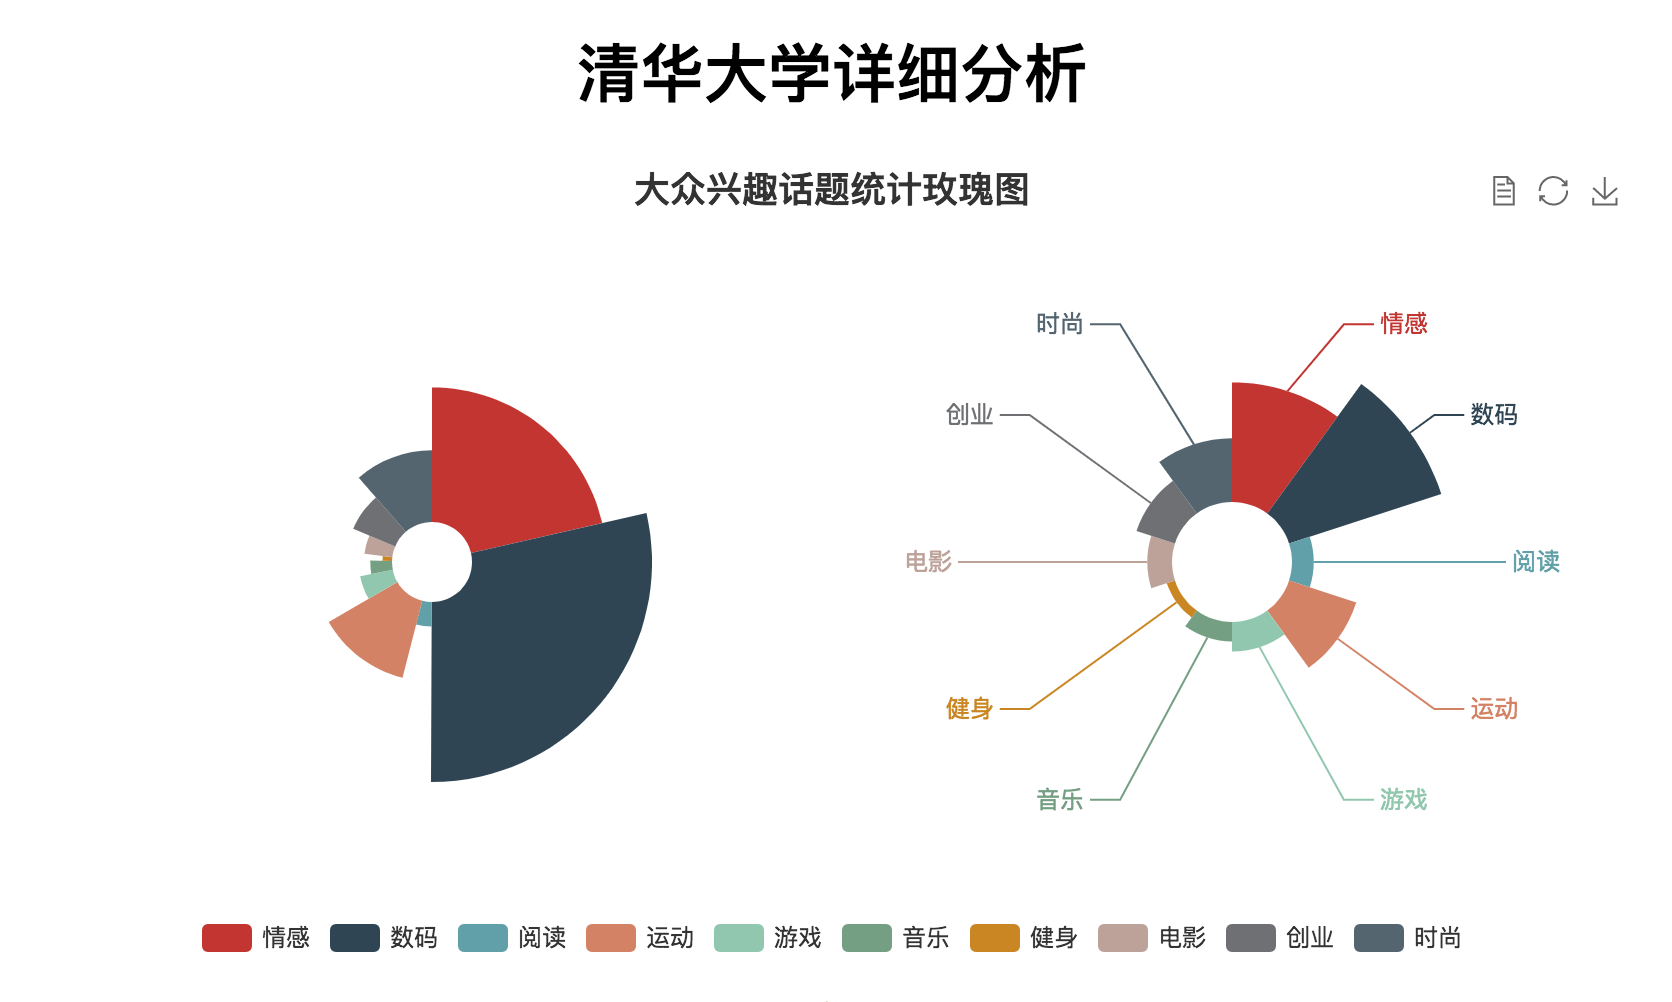 清华大学详细分析
大众兴趣话题统计玫瑰图
时尚
情感
创业
数码
电影
阅读
健身
运动
音乐
游戏
情感 数码 阅读 运动 游戏 音乐 健身 电影 创业 时尚